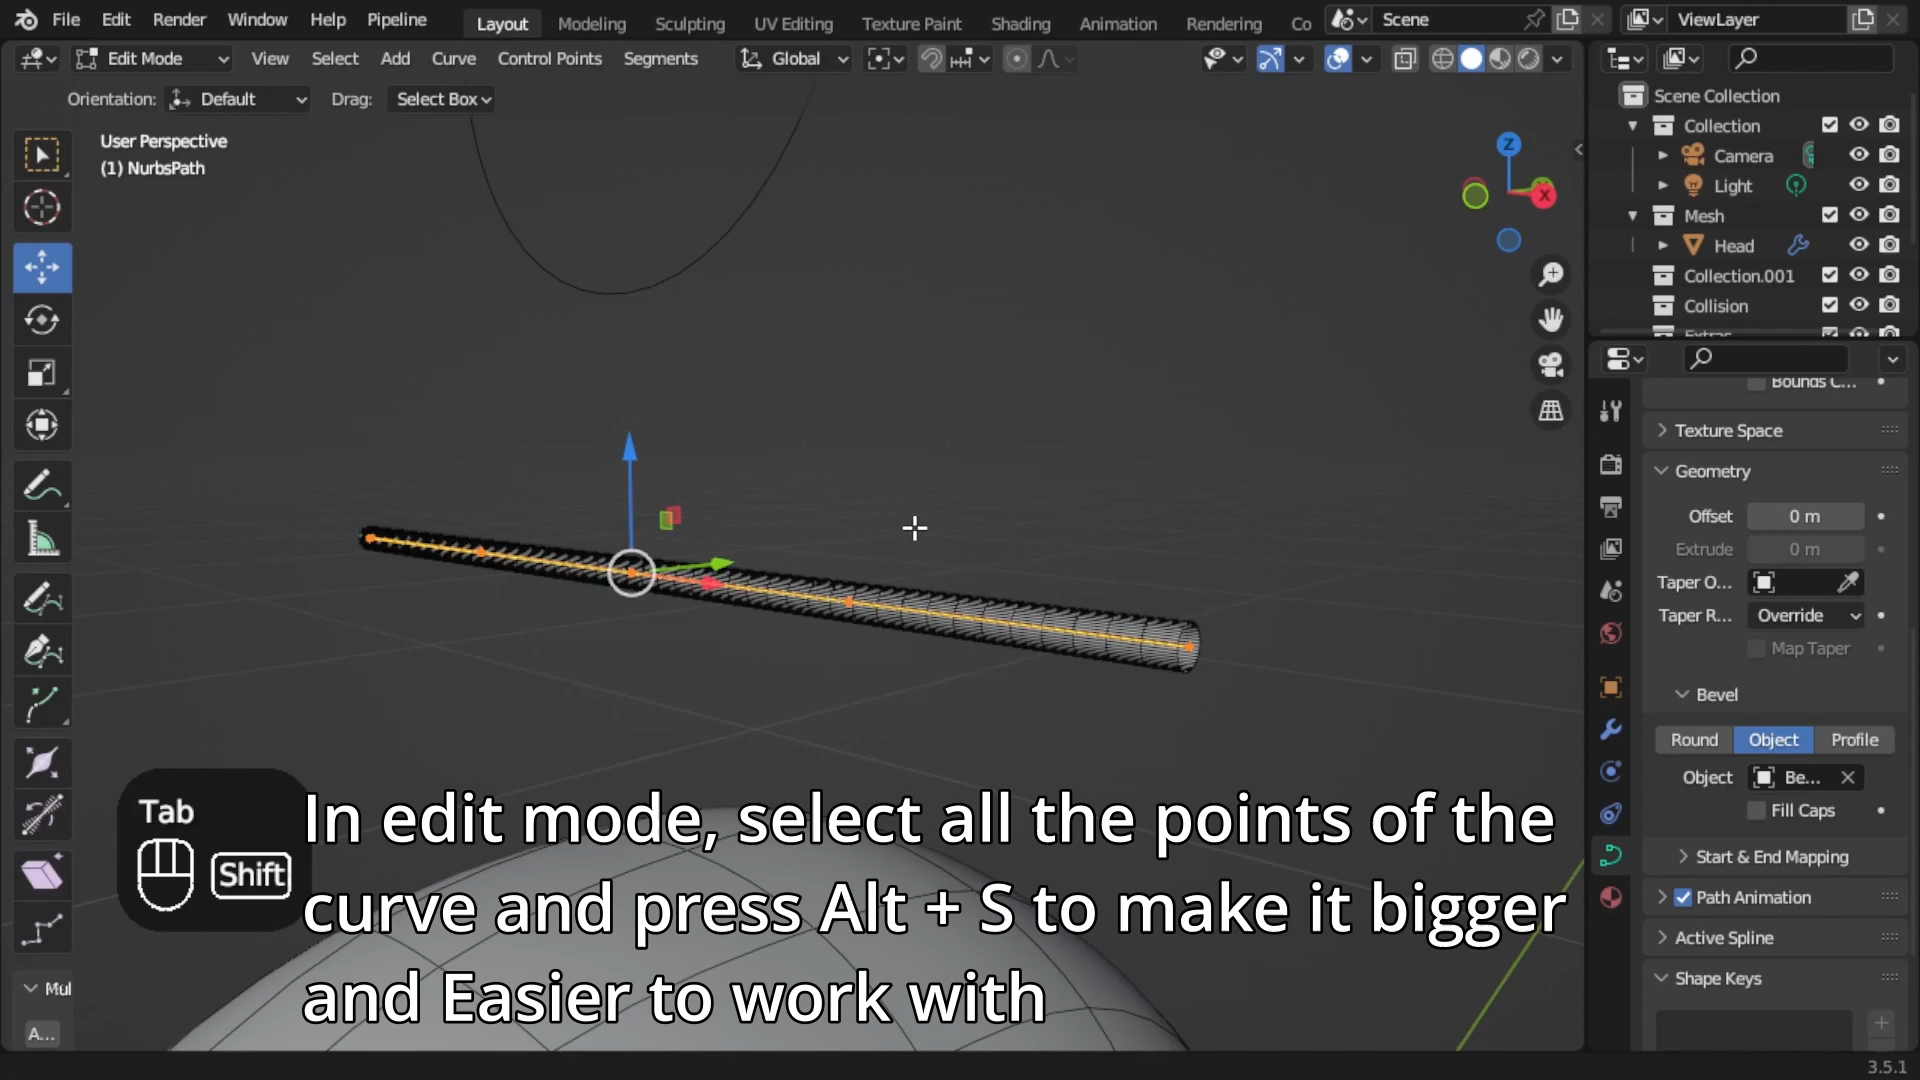 File Edit Render Window Help Pipeline Layout Modeling Sculpting UV Editing Texture Paint Shading Animation Rendering Co Scene ViewLayer
Edit Mode View Select Add Curve Control Points Segments Global
Orientation: Default Drag: Select Box
User Perspective
(1) NurbsPath
Z
X
Scene Collection
Collection
Camera
Light
Mesh
Head
Collection.001
Collision
Bounds C...
Texture Space
Geometry
Offset 0 m
Extrude 0 m
Taper O...
Taper R... Override
Map Taper
Bevel
Round Object Profile
Object Be...
Fill Caps
Start & End Mapping
Path Animation
Active Spline
Shape Keys
Tab
Shift
In edit mode, select all the points of the
curve and press Alt + S to make it bigger
and Easier to work with
Mul
A...
3.5.1